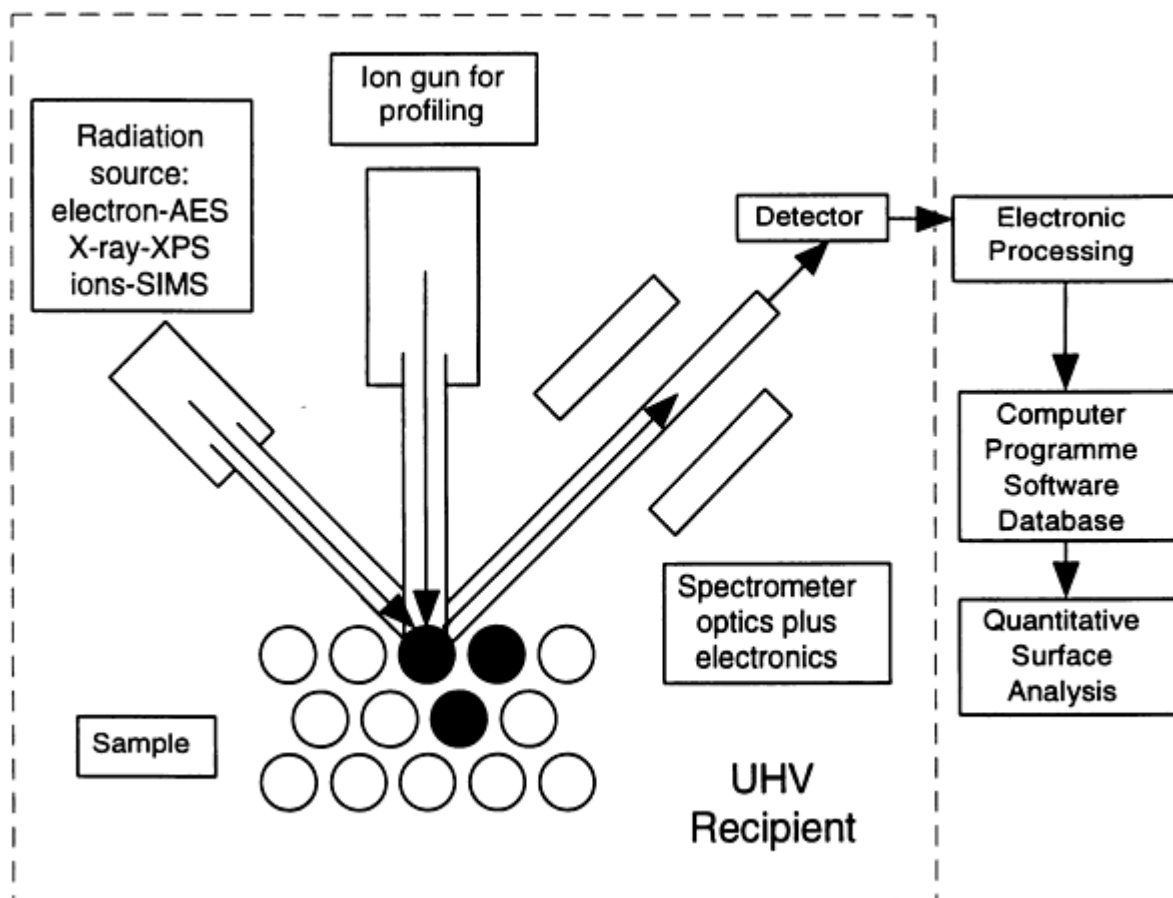 Ion gun for
profiling
Radiation
source:
electron-AES
X-ray-XPS
ions-SIMS
Detector
Electronic
Processing
Computer
Programme
Software
Database
Spectrometer
optics plus
electronics
Quantitative
Surface
Analysis
Sample
UHV
Recipient